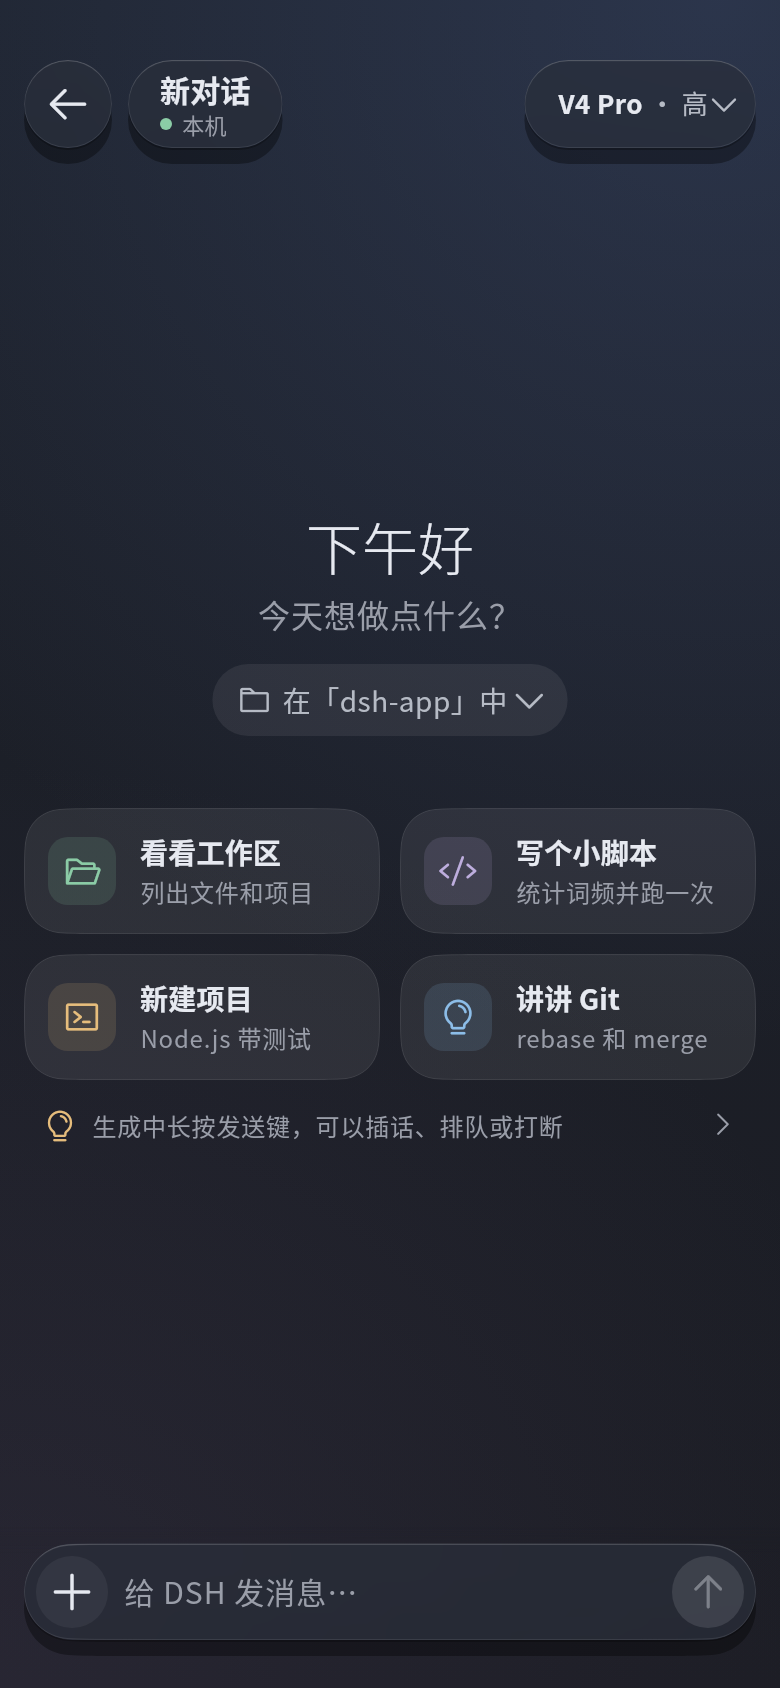 新对话
本机
V4 Pro · 高
下午好
今天想做点什么？
在「dsh-app」中
看看工作区
列出文件和项目
写个小脚本
统计词频并跑一次
新建项目
Node.js 带测试
讲讲 Git
rebase 和 merge
生成中长按发送键，可以插话、排队或打断
给 DSH 发消息…